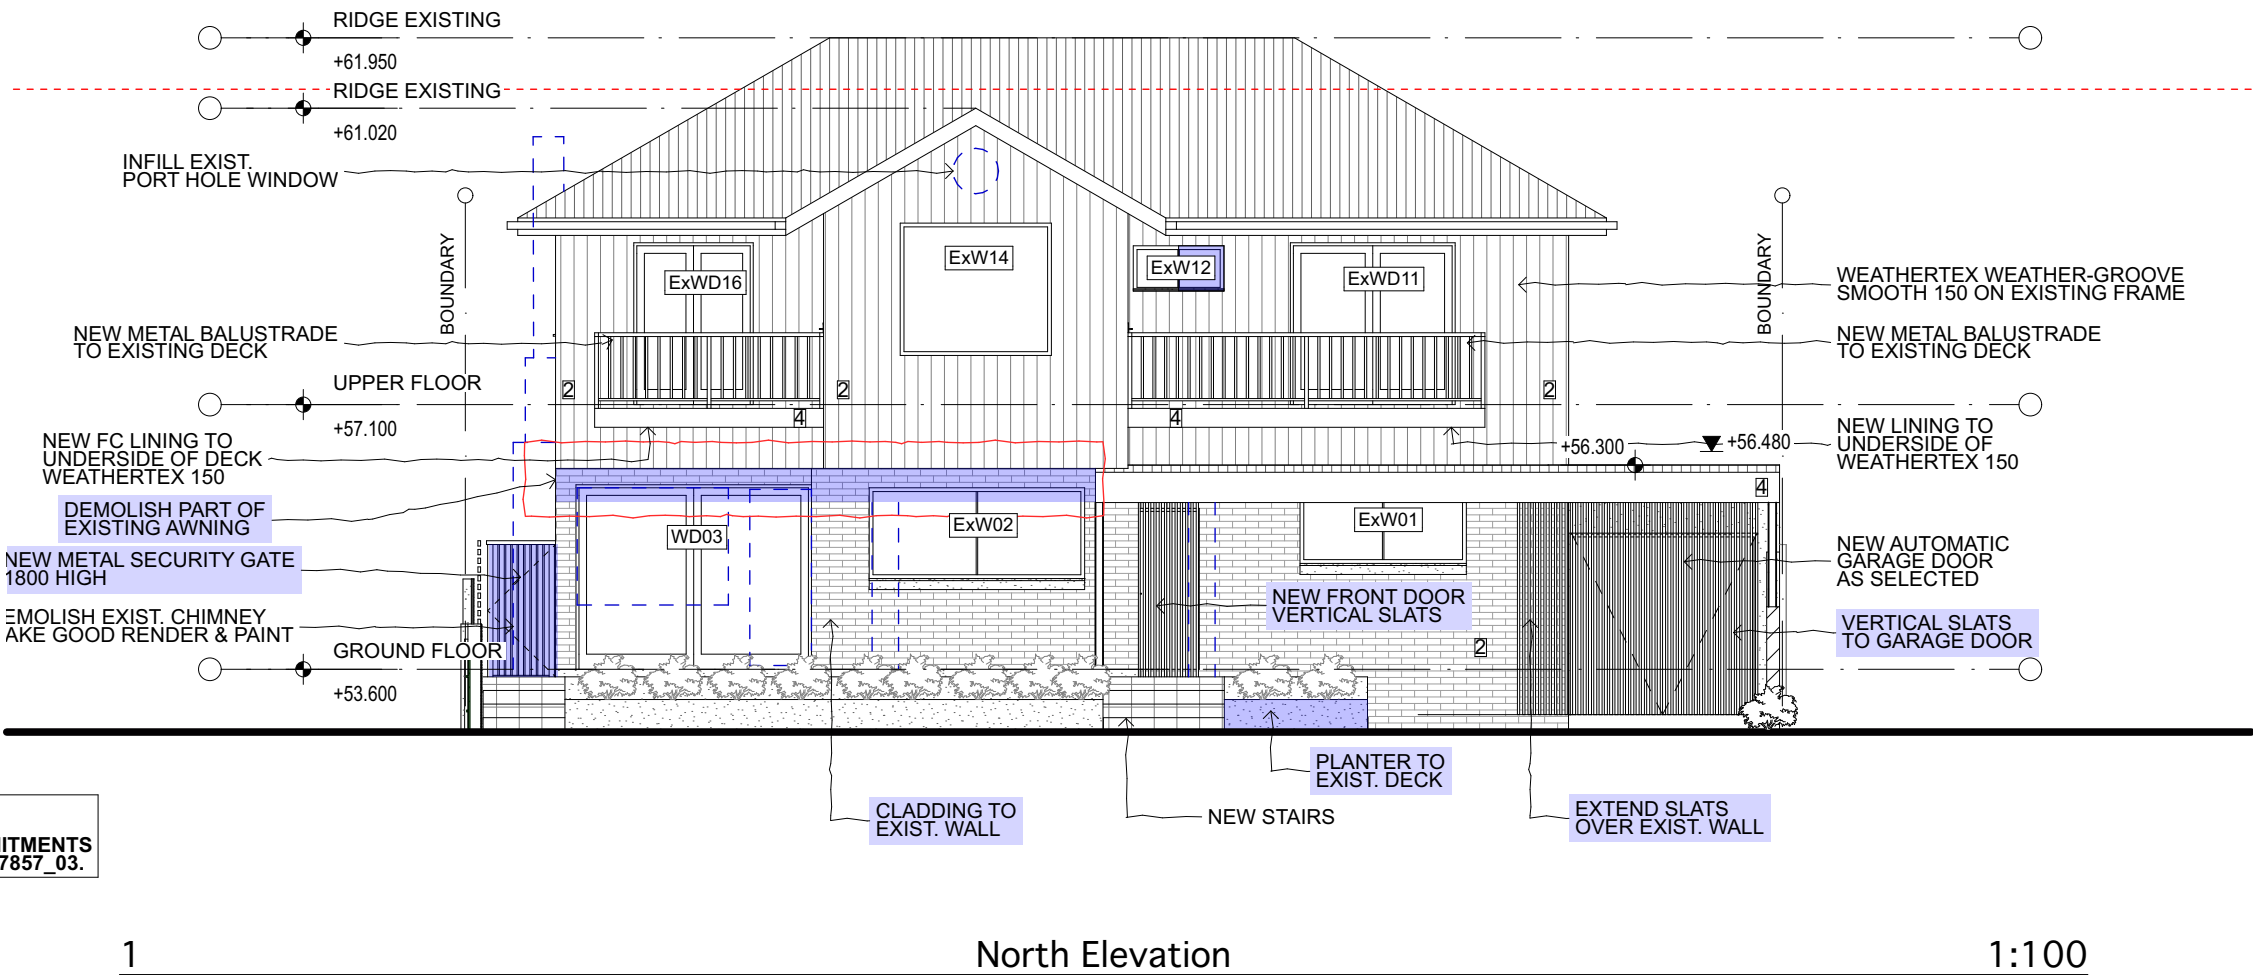 RIDGE EXISTING
+61.950
RIDGE EXISTING
+61.020
INFILL EXIST.
PORT HOLE WINDOW
BOUNDARY
BOUNDARY
ExWD16
ExW14
ExW12
ExWD11
WEATHERTEX WEATHER-GROOVE
SMOOTH 150 ON EXISTING FRAME
NEW METAL BALUSTRADE
TO EXISTING DECK
NEW METAL BALUSTRADE
TO EXISTING DECK
UPPER FLOOR
+57.100
2
2
2
4
4
NEW FC LINING TO
UNDERSIDE OF DECK
WEATHERTEX 150
+56.300
+56.480
NEW LINING TO
UNDERSIDE OF
WEATHERTEX 150
DEMOLISH PART OF
EXISTING AWNING
4
WD03
ExW02
ExW01
NEW METAL SECURITY GATE
1800 HIGH
NEW AUTOMATIC
GARAGE DOOR
AS SELECTED
NEW FRONT DOOR
VERTICAL SLATS
EMOLISH EXIST. CHIMNEY
AKE GOOD RENDER & PAINT
VERTICAL SLATS
TO GARAGE DOOR
2
GROUND FLOOR
+53.600
PLANTER TO
EXIST. DECK
CLADDING TO
EXIST. WALL
NEW STAIRS
EXTEND SLATS
OVER EXIST. WALL
ITMENTS
7857_03.
1
North Elevation
1:100